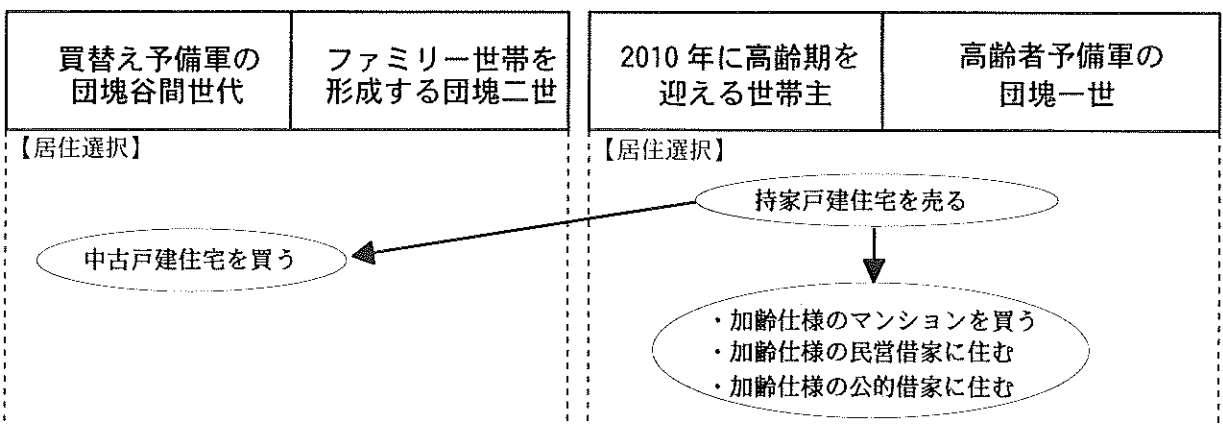 買替え予備軍の
団塊谷間世代
ファミリー世帯を
形成する団塊二世
2010年に高齢期を
迎える世帯主
高齢者予備軍の
団塊一世
【居住選択】
【居住選択】
持家戸建住宅を売る
中古戸建住宅を買う
・加齢仕様のマンションを買う
・加齢仕様の民営借家に住む
・加齢仕様の公的借家に住む